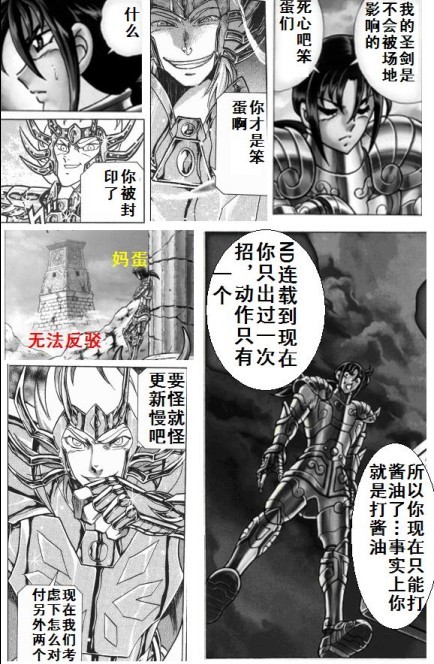 我的圣剑是
不会被场地
影响的
死心吧笨
蛋们
你才是笨
蛋啊
什么
你被封
印了
ND连载到现在
你只出过一次
招，动作只有
一个
所以你现在只能打
酱油了…事实上你
就是打酱油
妈蛋
无法反驳
要怪就怪
更新慢吧
现在我们考
虑下怎么对
付另外两个